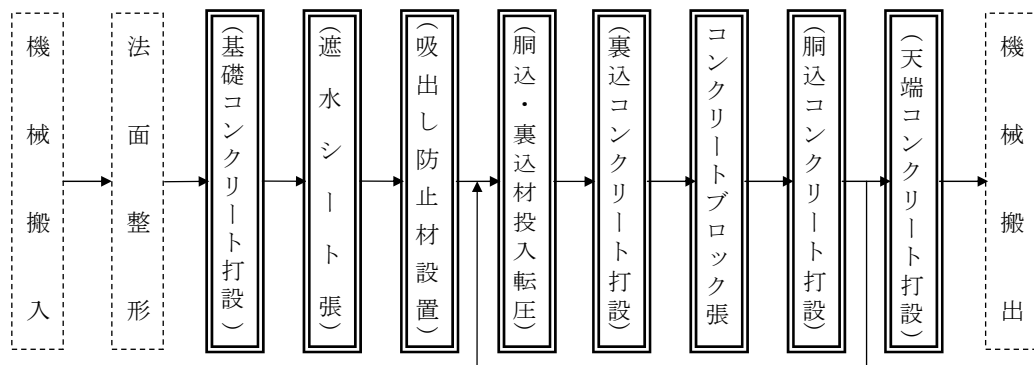 機械搬入
法面整形
(基礎コンクリート打設)
(遮水シート張)
(吸出し防止材設置)
(胴込・裏込材投入転圧)
(裏込コンクリート打設)
コンクリートブロック張
(胴込コンクリート打設)
(天端コンクリート打設)
機械搬出